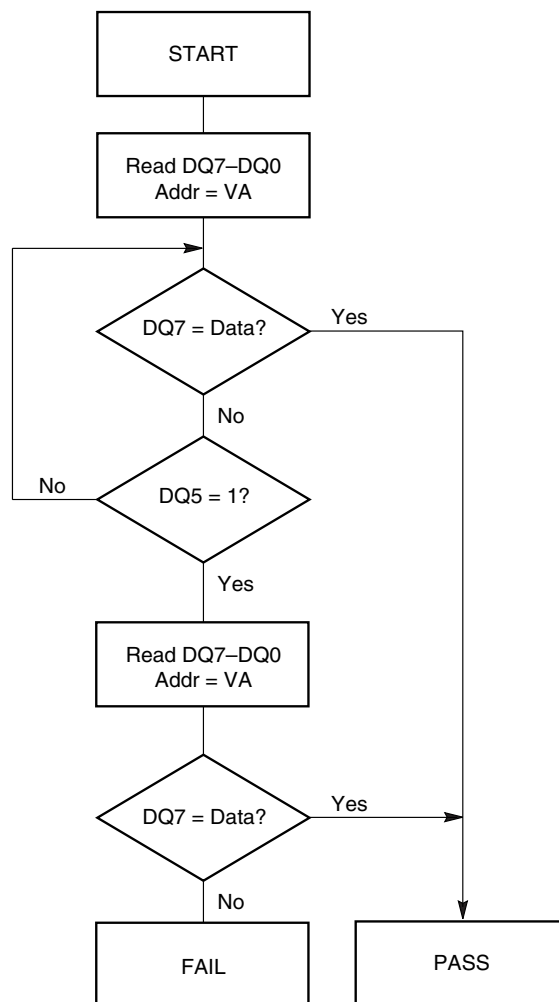 START
Read DQ7–DQ0
Addr = VA
DQ7 = Data?
Yes
No
No
DQ5 = 1?
Yes
Read DQ7–DQ0
Addr = VA
DQ7 = Data?
Yes
No
FAIL
PASS